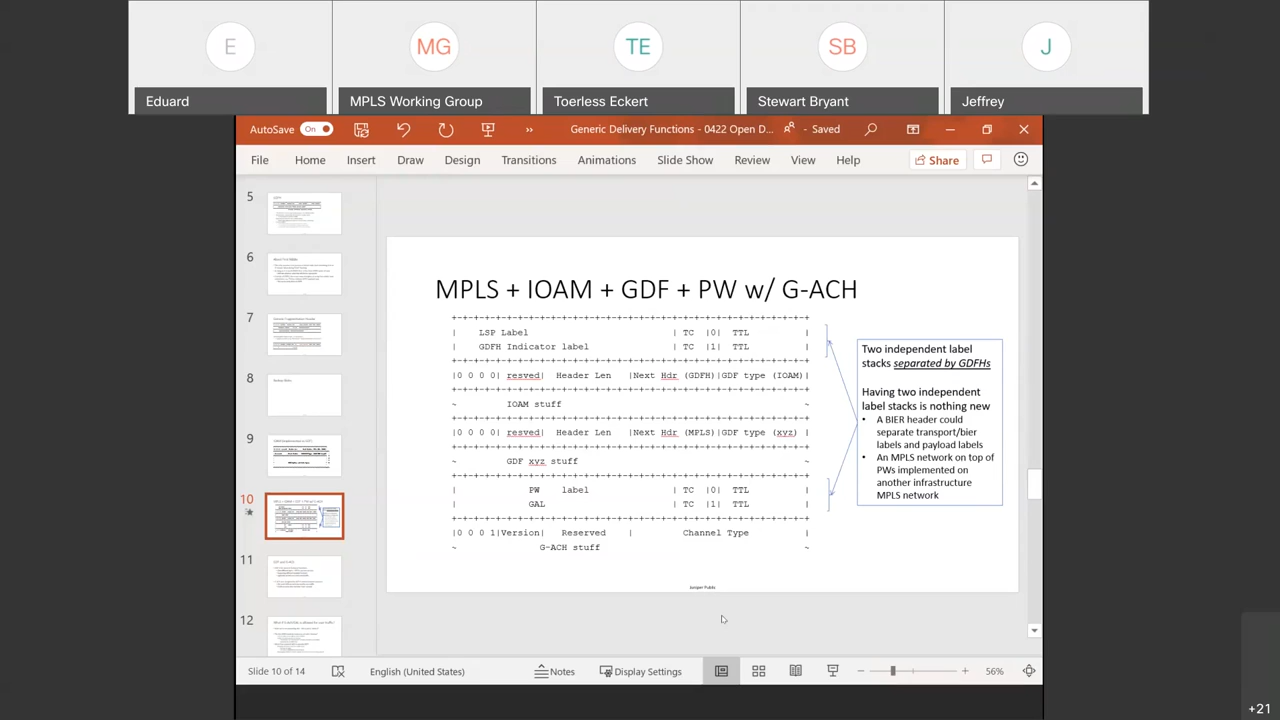 E
MG
TE
SB
J
Eduard
MPLS Working Group
Toerless Eckert
Stewart Bryant
Jeffrey
AutoSave On
»
Generic Delivery Functions - 0422 Open D... - Saved
File Home Insert Draw Design Transitions Animations Slide Show Review View Help Share
5
6
7
8
9
10
11
12
MPLS + IOAM + GDF + PW w/ G-ACH
+-+-+-+-+-+-+-+-+-+-+-+-+-+-+-+-+-+-+-+-+-+-+-+-+-+-+-+-+-+-+-+-+
LSP Label | TC |0| TTL |
GDFH Indicator label | TC |1| TTL |
+-+-+-+-+-+-+-+-+-+-+-+-+-+-+-+-+-+-+-+-+-+-+-+-+-+-+-+-+-+-+-+-+
|0 0 0 0| resved| Header Len |Next Hdr (GDFH)|GDF type (IOAM)|
+-+-+-+-+-+-+-+-+-+-+-+-+-+-+-+-+-+-+-+-+-+-+-+-+-+-+-+-+-+-+-+-+
~ IOAM stuff ~
+-+-+-+-+-+-+-+-+-+-+-+-+-+-+-+-+-+-+-+-+-+-+-+-+-+-+-+-+-+-+-+-+
|0 0 0 0| resved| Header Len |Next Hdr (MPLS)|GDF type (xyz) |
+-+-+-+-+-+-+-+-+-+-+-+-+-+-+-+-+-+-+-+-+-+-+-+-+-+-+-+-+-+-+-+-+
~ GDF xyz stuff ~
+-+-+-+-+-+-+-+-+-+-+-+-+-+-+-+-+-+-+-+-+-+-+-+-+-+-+-+-+-+-+-+-+
| PW label | TC |0| TTL |
| GAL | TC |1| TTL |
+-+-+-+-+-+-+-+-+-+-+-+-+-+-+-+-+-+-+-+-+-+-+-+-+-+-+-+-+-+-+-+-+
|0 0 0 1|Version| Reserved | Channel Type |
~ G-ACH stuff ~
Two independent label
stacks separated by GDFHs
Having two independent
label stacks is nothing new
• A BIER header could
separate transport/bier
labels and payload labels
• An MPLS network on top of
PWs implemented on
another infrastructure
MPLS network
Juniper Public
Slide 10 of 14 English (United States) Notes Display Settings 56%
+21